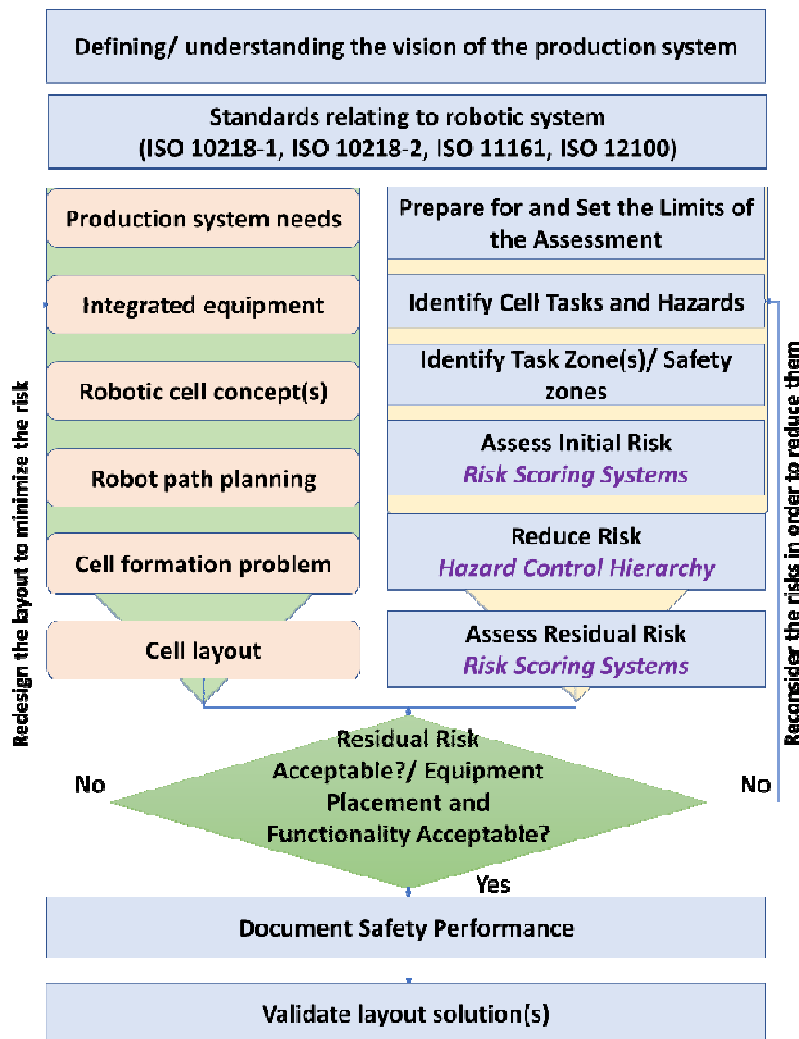 Defining/ understanding the vision of the production system
Standards relating to robotic system
(ISO 10218-1, ISO 10218-2, ISO 11161, ISO 12100)
Production system needs
Integrated equipment
Robotic cell concept(s)
Robot path planning
Cell formation problem
Cell layout
Prepare for and Set the Limits of
the Assessment
Identify Cell Tasks and Hazards
Identify Task Zone(s)/ Safety
zones
Assess Initial Risk
Risk Scoring Systems
Reduce Risk
Hazard Control Hierarchy
Assess Residual Risk
Risk Scoring Systems
Redesign the layout to minimize the risk
Reconsider the risks in order to reduce them
Residual Risk
Acceptable?/ Equipment
Placement and
Functionality Acceptable?
No
No
Yes
Document Safety Performance
Validate layout solution(s)